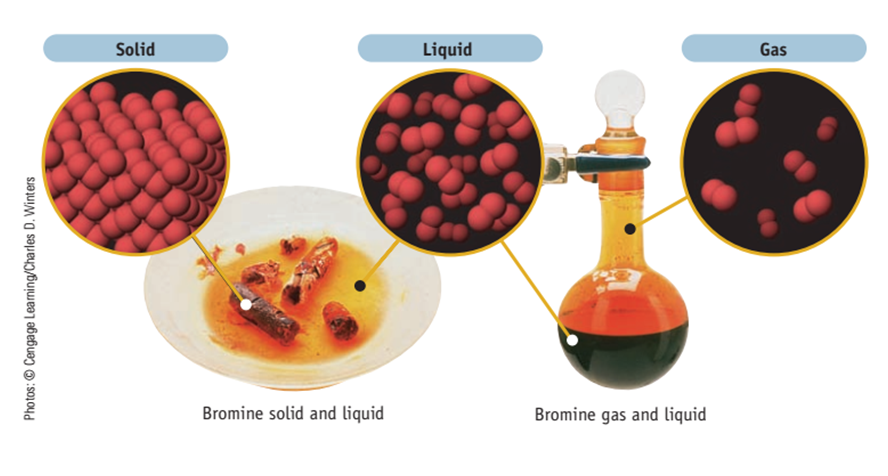 Solid
Liquid
Gas
Photos: © Cengage Learning/Charles D. Winters
Bromine solid and liquid
Bromine gas and liquid